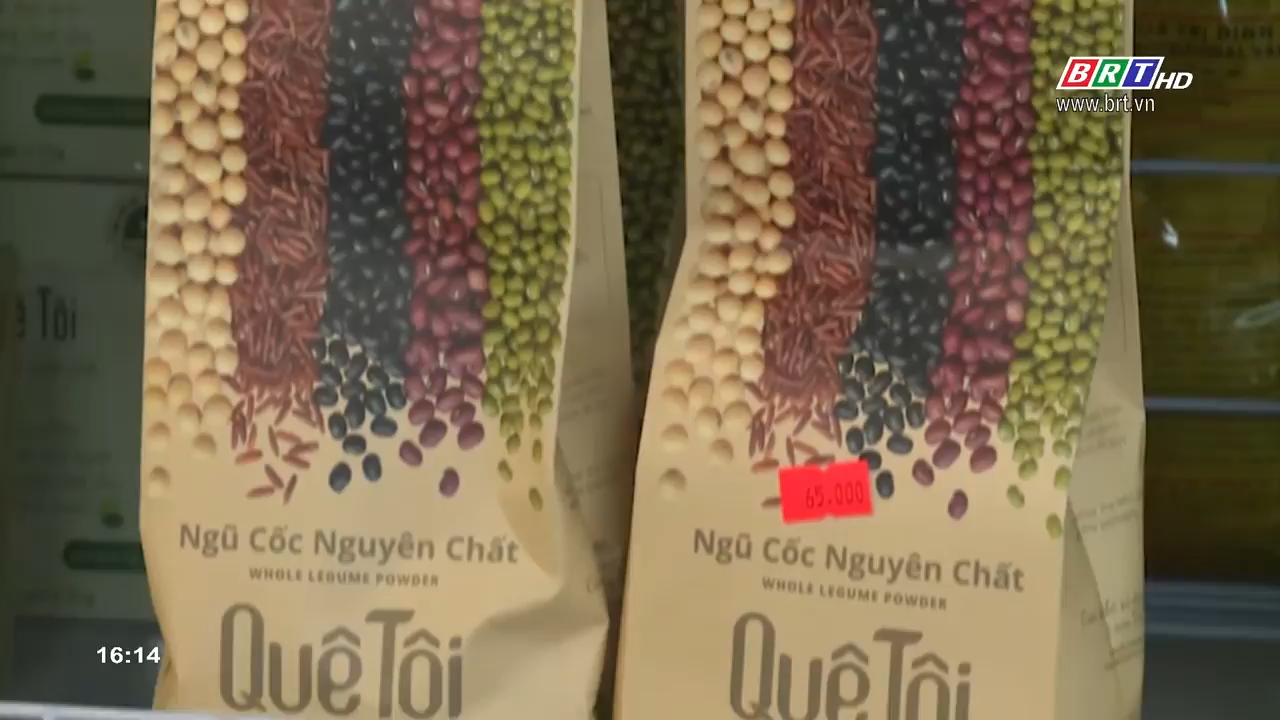 BRT HD
www.brt.vn
ê Tôi
65.000
Ngũ Cốc Nguyên Chất
WHOLE LEGUME POWDER
Quê Tôi
Ngũ Cốc Nguyên Chất
WHOLE LEGUME POWDER
Quê Tôi
16:14